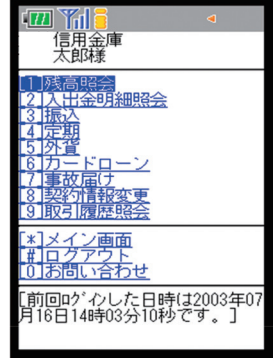 信用金庫
太郎様
[1]残高照会
[2]入出金明細照会
[3]振込
[4]定期
[5]外貨
[6]カードローン
[7]事故届け
[8]契約情報変更
[9]取引履歴照会
[*]メイン画面
[#]ログアウト
[0]お問い合わせ
[前回ﾛｸﾞｲﾝした日時は2003年07
月16日14時03分10秒です。]